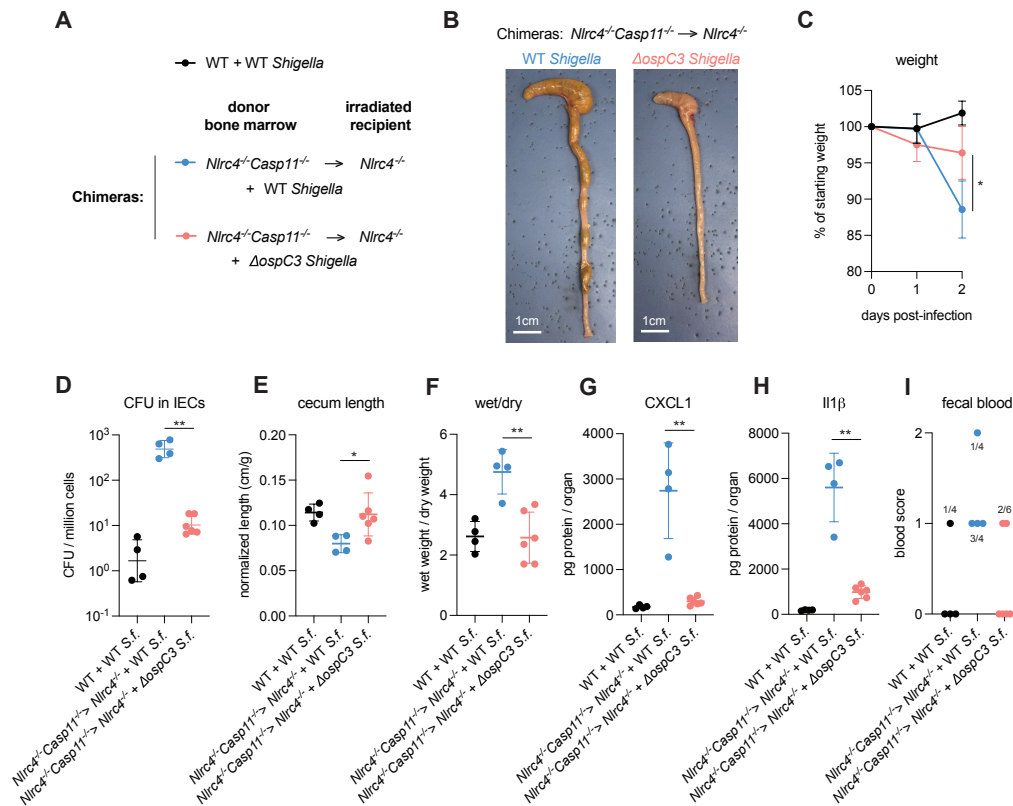 A
WT + WT Shigella
donor
bone marrow
irradiated
recipient
Chimeras:
Nlrc4-/-Casp11-/- → Nlrc4-/-
+ WT Shigella
Nlrc4-/-Casp11-/- → Nlrc4-/-
+ ΔospC3 Shigella
B
Chimeras: Nlrc4-/-Casp11-/- → Nlrc4-/-
WT Shigella
ΔospC3 Shigella
1cm
1cm
C
weight
% of starting weight
105
100
95
90
85
80
*
0 1 2
days post-infection
D
CFU in IECs
CFU / million cells
10³
10²
10¹
10⁰
10⁻¹
**
WT + WT S.f.
Nlrc4-/-Casp11-/-> Nlrc4-/- + WT S.f.
Nlrc4-/-Casp11-/-> Nlrc4-/- + ΔospC3 S.f.
E
cecum length
normalized length (cm/g)
0.20
0.15
0.10
0.05
0.00
*
WT + WT S.f.
Nlrc4-/-Casp11-/-> Nlrc4-/- + WT S.f.
Nlrc4-/-Casp11-/-> Nlrc4-/- + ΔospC3 S.f.
F
wet/dry
wet weight / dry weight
6
4
2
0
**
WT + WT S.f.
Nlrc4-/-Casp11-/-> Nlrc4-/- + WT S.f.
Nlrc4-/-Casp11-/-> Nlrc4-/- + ΔospC3 S.f.
G
CXCL1
pg protein / organ
4000
3000
2000
1000
0
**
WT + WT S.f.
Nlrc4-/-Casp11-/-> Nlrc4-/- + WT S.f.
Nlrc4-/-Casp11-/-> Nlrc4-/- + ΔospC3 S.f.
H
Il1β
pg protein / organ
8000
6000
4000
2000
0
**
WT + WT S.f.
Nlrc4-/-Casp11-/-> Nlrc4-/- + WT S.f.
Nlrc4-/-Casp11-/-> Nlrc4-/- + ΔospC3 S.f.
I
fecal blood
blood score
2
1
0
1/4
1/4
3/4
2/6
WT + WT S.f.
Nlrc4-/-Casp11-/-> Nlrc4-/- + WT S.f.
Nlrc4-/-Casp11-/-> Nlrc4-/- + ΔospC3 S.f.